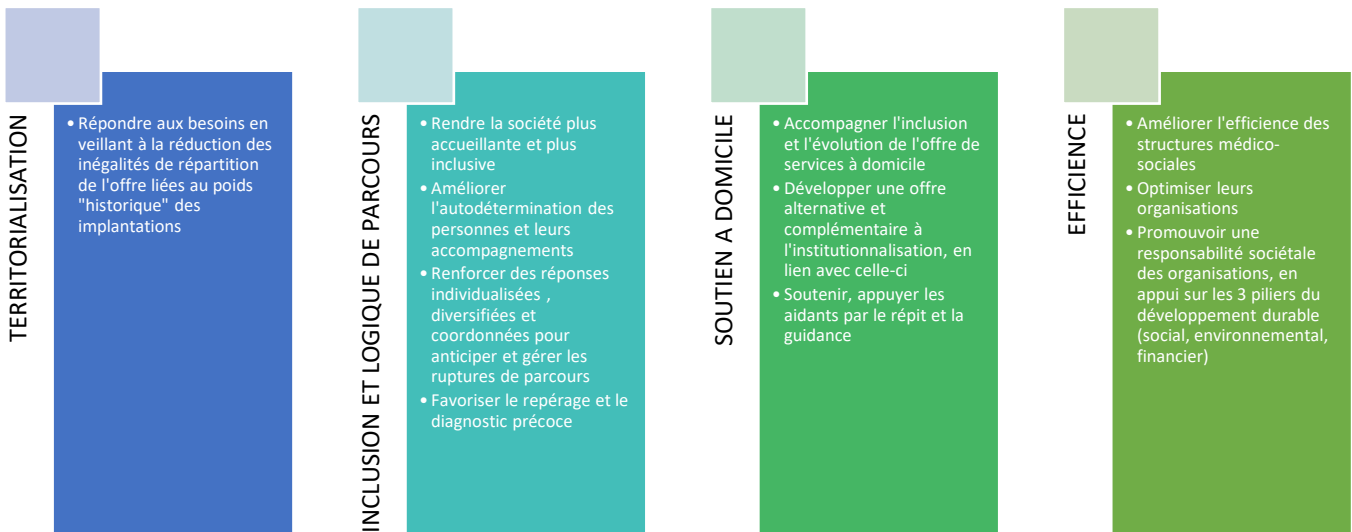 TERRITORIALISATION
• Répondre aux besoins en
veillant à la réduction des
inégalités de répartition
de l'offre liées au poids
"historique" des
implantations
INCLUSION ET LOGIQUE DE PARCOURS
• Rendre la société plus
accueillante et plus
inclusive
• Améliorer
l'autodétermination des
personnes et leurs
accompagnements
• Renforcer des réponses
individualisées ,
diversifiées et
coordonnées pour
anticiper et gérer les
ruptures de parcours
• Favoriser le repérage et le
diagnostic précoce
SOUTIEN A DOMICILE
• Accompagner l'inclusion
et l'évolution de l'offre de
services à domicile
• Développer une offre
alternative et
complémentaire à
l'institutionnalisation, en
lien avec celle-ci
• Soutenir, appuyer les
aidants par le répit et la
guidance
EFFICIENCE
• Améliorer l'efficience des
structures médico-
sociales
• Optimiser leurs
organisations
• Promouvoir une
responsabilité sociétale
des organisations, en
appui sur les 3 piliers du
développement durable
(social, environnemental,
financier)